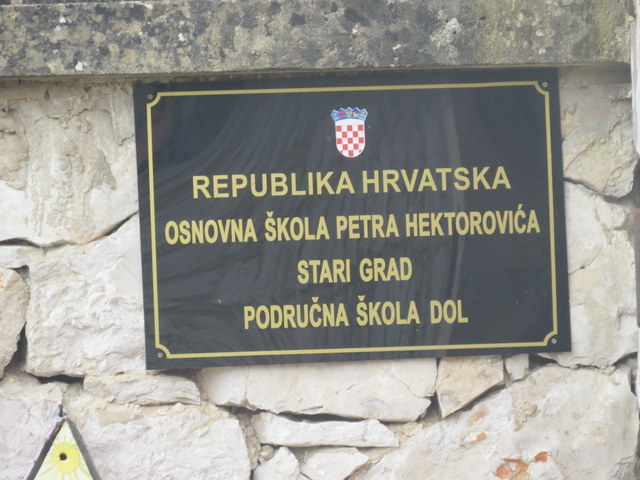 REPUBLIKA HRVATSKA
OSNOVNA ŠKOLA PETRA HEKTOROVIĆA
STARI GRAD
PODRUČNA ŠKOLA DOL